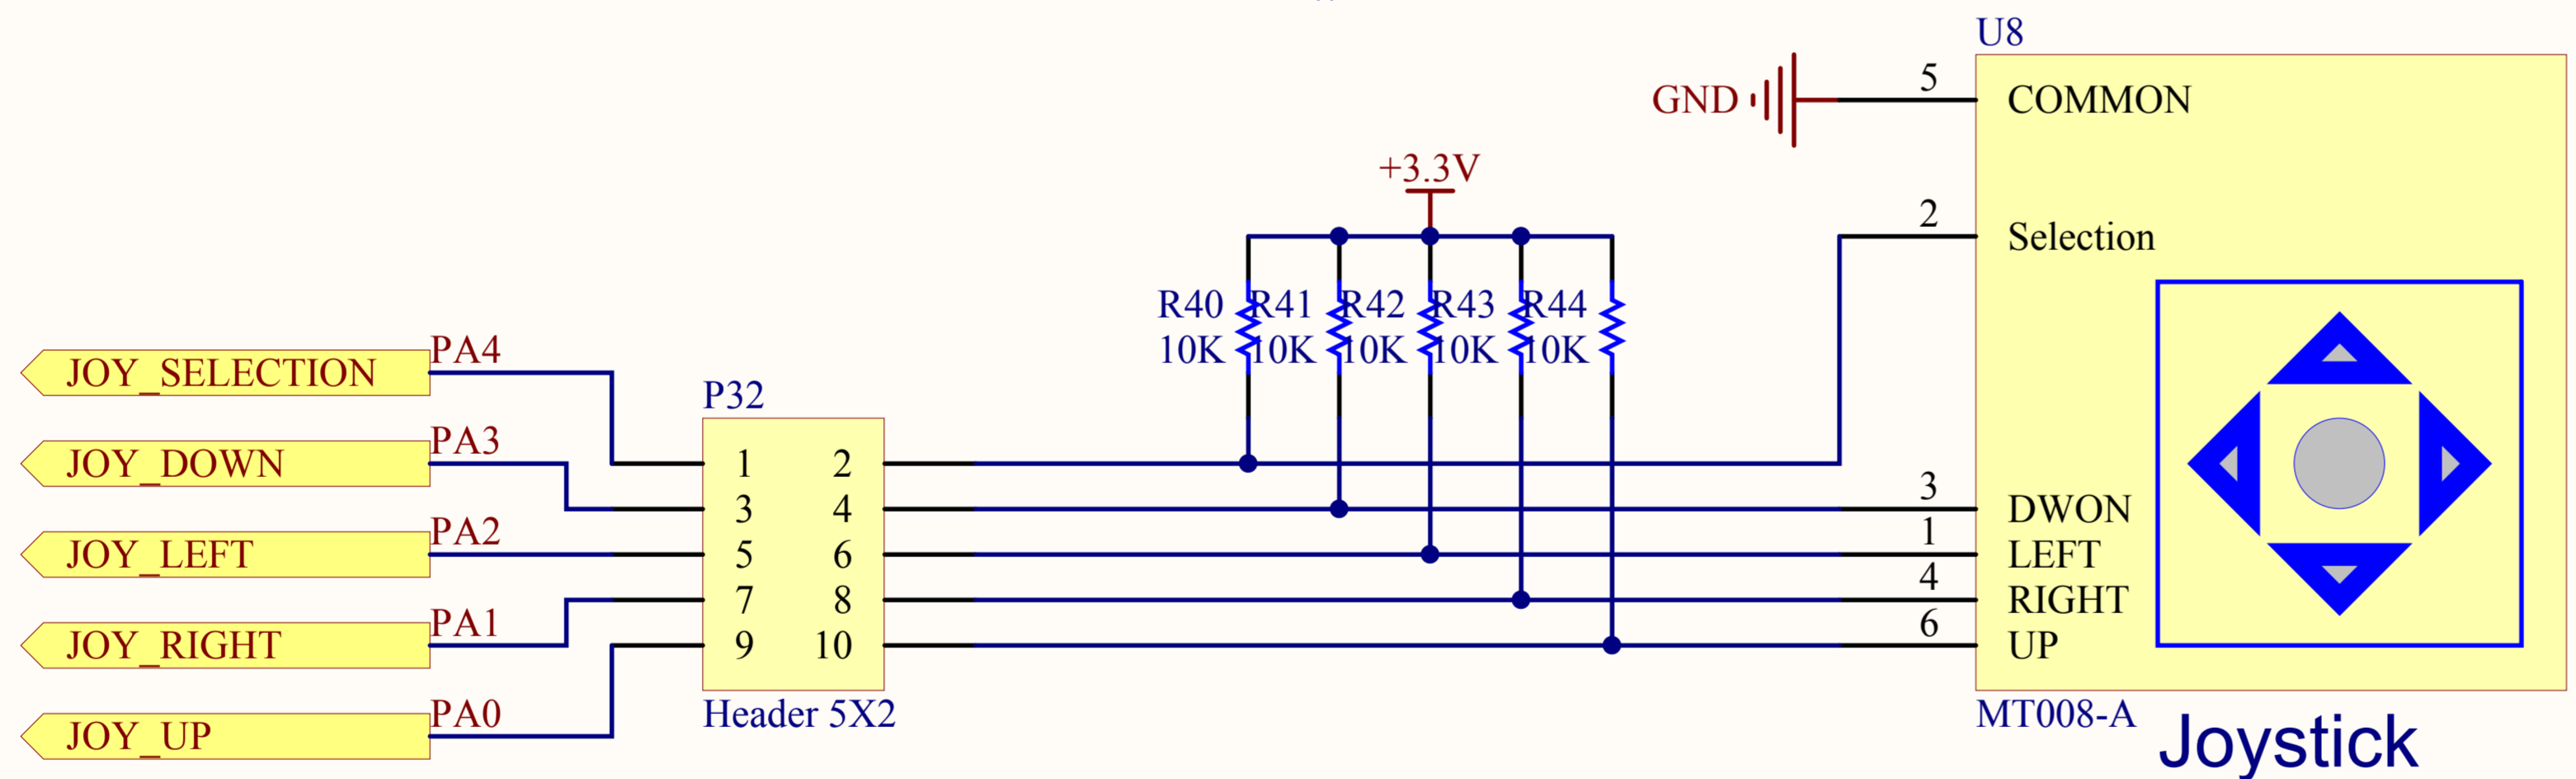 U8
5
GND
COMMON
+3.3V
2
Selection
R40 R41 R42 R43 R44
10K 10K 10K 10K 10K
PA4
JOY_SELECTION
P32
PA3
JOY_DOWN
1 2
3
3 4
DWON
1
PA2
JOY_LEFT
5 6
LEFT
4
7 8
RIGHT
PA1
6
JOY_RIGHT
9 10
UP
PA0
Header 5X2
MT008-A
JOY_UP
Joystick